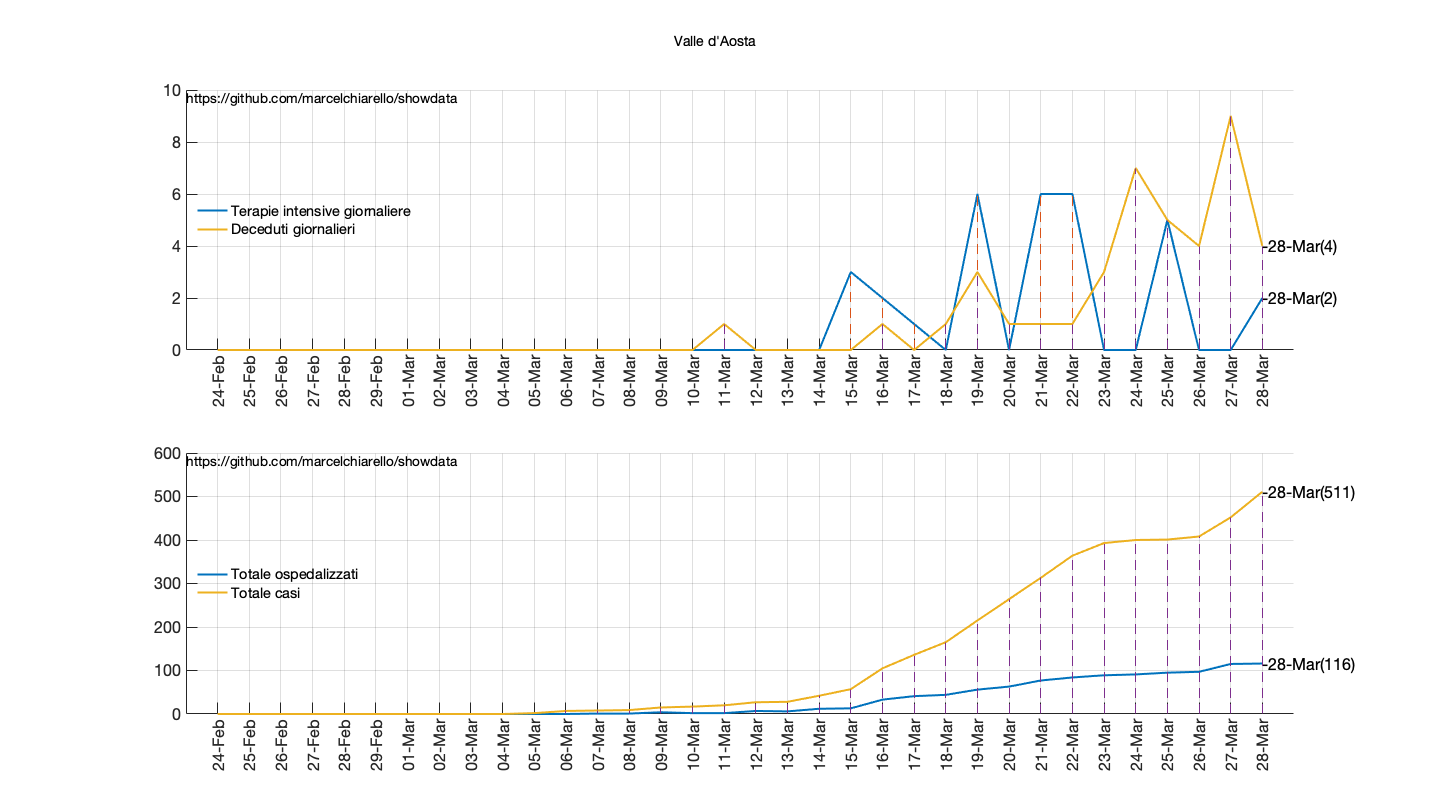 Valle d'Aosta
10
https://github.com/marcelchiarello/showdata
8
6
Terapie intensive giornaliere
Deceduti giornalieri
4
-28-Mar(4)
2
-28-Mar(2)
0
24-Feb 25-Feb 26-Feb 27-Feb 28-Feb 29-Feb 01-Mar 02-Mar 03-Mar 04-Mar 05-Mar 06-Mar 07-Mar 08-Mar 09-Mar 10-Mar 11-Mar 12-Mar 13-Mar 14-Mar 15-Mar 16-Mar 17-Mar 18-Mar 19-Mar 20-Mar 21-Mar 22-Mar 23-Mar 24-Mar 25-Mar 26-Mar 27-Mar 28-Mar
600
https://github.com/marcelchiarello/showdata
500
-28-Mar(511)
400
Totale ospedalizzati
300
Totale casi
200
100
-28-Mar(116)
0
24-Feb 25-Feb 26-Feb 27-Feb 28-Feb 29-Feb 01-Mar 02-Mar 03-Mar 04-Mar 05-Mar 06-Mar 07-Mar 08-Mar 09-Mar 10-Mar 11-Mar 12-Mar 13-Mar 14-Mar 15-Mar 16-Mar 17-Mar 18-Mar 19-Mar 20-Mar 21-Mar 22-Mar 23-Mar 24-Mar 25-Mar 26-Mar 27-Mar 28-Mar